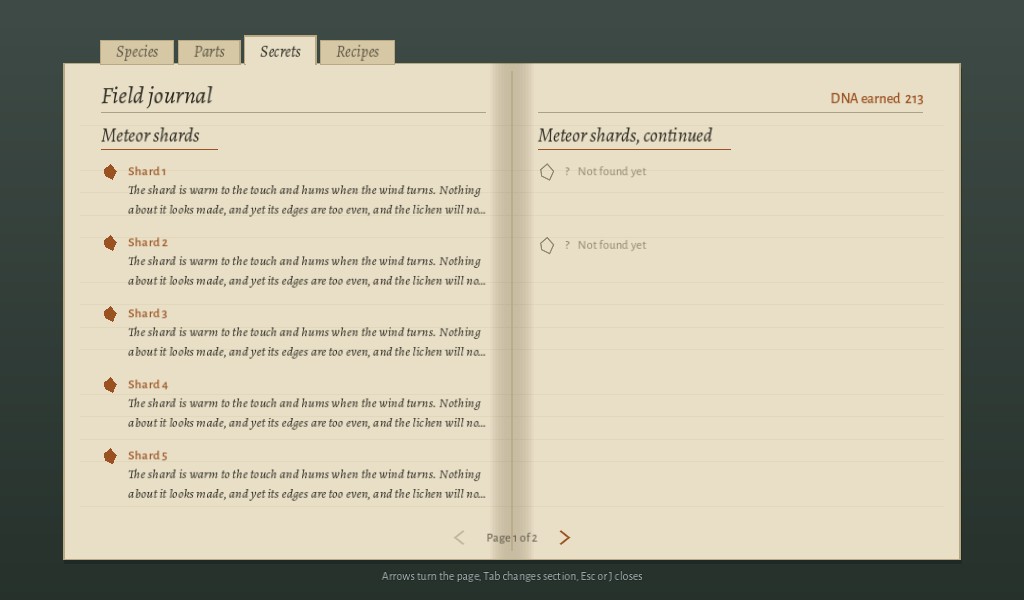 Species
Parts
Secrets
Recipes
Field journal
Meteor shards
Shard 1
The shard is warm to the touch and hums when the wind turns. Nothing
about it looks made, and yet its edges are too even, and the lichen will no...
Shard 2
The shard is warm to the touch and hums when the wind turns. Nothing
about it looks made, and yet its edges are too even, and the lichen will no...
Shard 3
The shard is warm to the touch and hums when the wind turns. Nothing
about it looks made, and yet its edges are too even, and the lichen will no...
Shard 4
The shard is warm to the touch and hums when the wind turns. Nothing
about it looks made, and yet its edges are too even, and the lichen will no...
Shard 5
The shard is warm to the touch and hums when the wind turns. Nothing
about it looks made, and yet its edges are too even, and the lichen will no...
DNA earned 213
Meteor shards, continued
? Not found yet
? Not found yet
Page 1 of 2
Arrows turn the page, Tab changes section, Esc or J closes